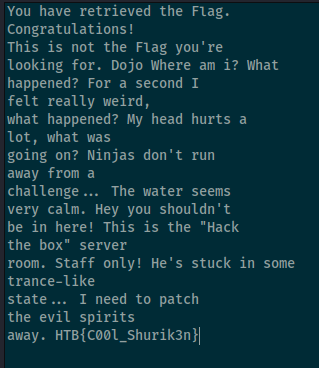 You have retrieved the Flag.
Congratulations!
This is not the Flag you're
looking for. Dojo Where am i? What
happened? For a second I
felt really weird,
what happened? My head hurts a
lot, what was
going on? Ninjas don't run
away from a
challenge... The water seems
very calm. Hey you shouldn't
be in here! This is the "Hack
the box" server
room. Staff only! He's stuck in some
trance-like
state... I need to patch
the evil spirits
away. HTB{C00l_Shurik3n}